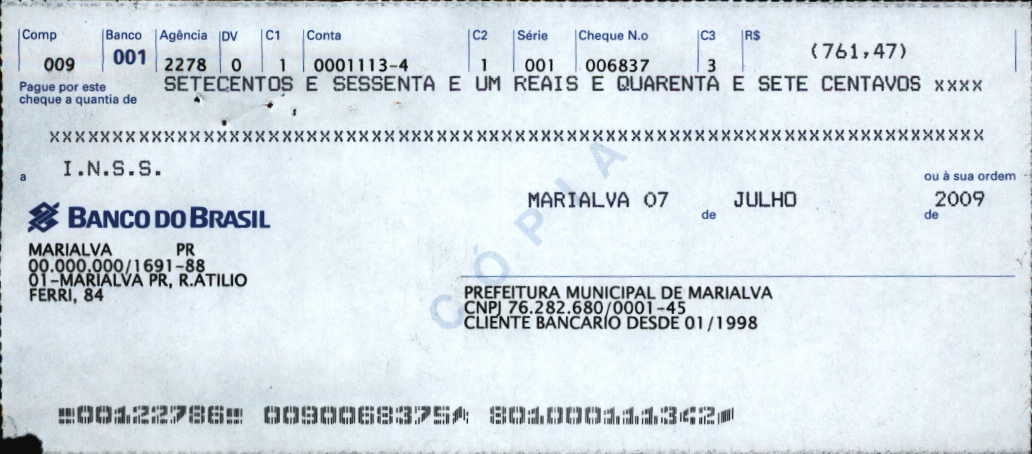 Comp Banco Agência DV C1 Conta C2 Série Cheque N.o C3 R$
009 001 2278 0 1 0001113-4 1 001 006837 3 (761,47)
Pague por este
cheque a quantia de SETECENTOS E SESSENTA E UM REAIS E QUARENTA E SETE CENTAVOS xxxx
xxxxxxxxxxxxxxxxxxxxxxxxxxxxxxxxxxxxxxxxxxxxxxxxxxxxxxxxxxxxxxxxxxxxxxxxxx
a I.N.S.S. ou à sua ordem
MARIALVA 07 de JULHO de 2009
BANCO DO BRASIL
MARIALVA PR
00.000.000/1691-88
01-MARIALVA PR, R.ATILIO
FERRI, 84
PREFEITURA MUNICIPAL DE MARIALVA
CNPJ 76.282.680/0001-45
CLIENTE BANCARIO DESDE 01/1998
CÓPIA
⑈00122786⑈ 0090068375⑆ 801000111342⑉